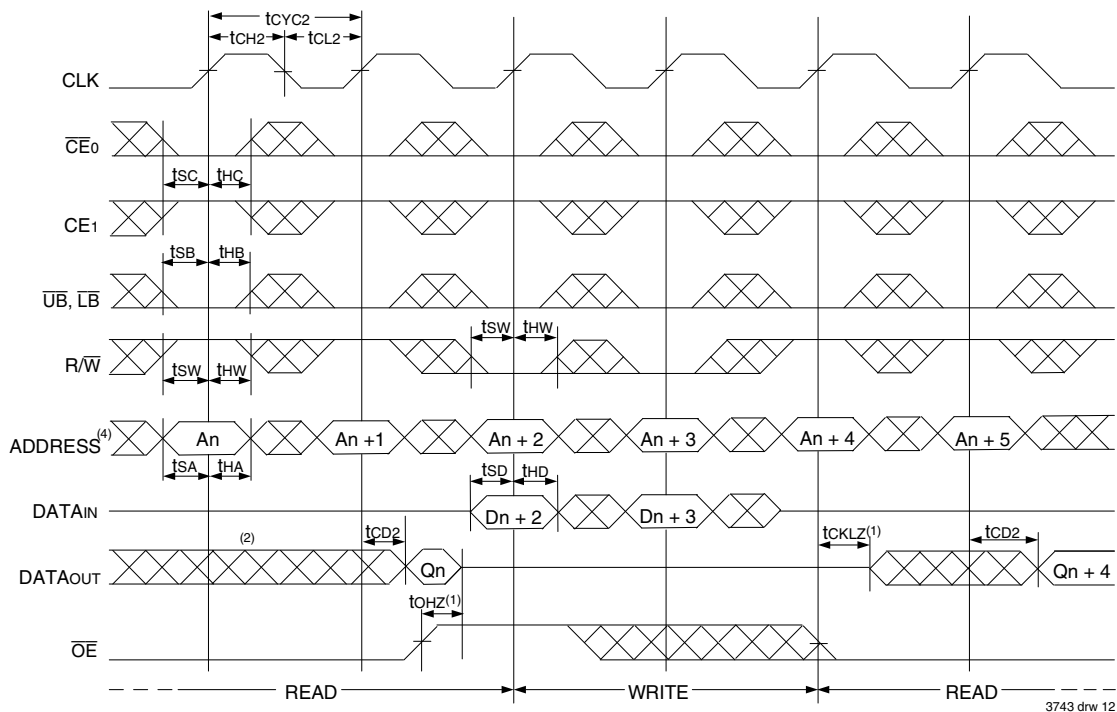 tCYC2
tCH2 tCL2
CLK
CE0
tSC tHC
CE1
tSB tHB
UB, LB
tSW tHW
R/W
tSW tHW
ADDRESS(4) An An +1 An + 2 An + 3 An + 4 An + 5
tSA tHA tSD tHD
DATAIN Dn + 2 Dn + 3
tCD2 tCKLZ(1) tCD2
(2)
DATAOUT Qn Qn + 4
tOHZ(1)
OE
READ WRITE READ
3743 drw 12